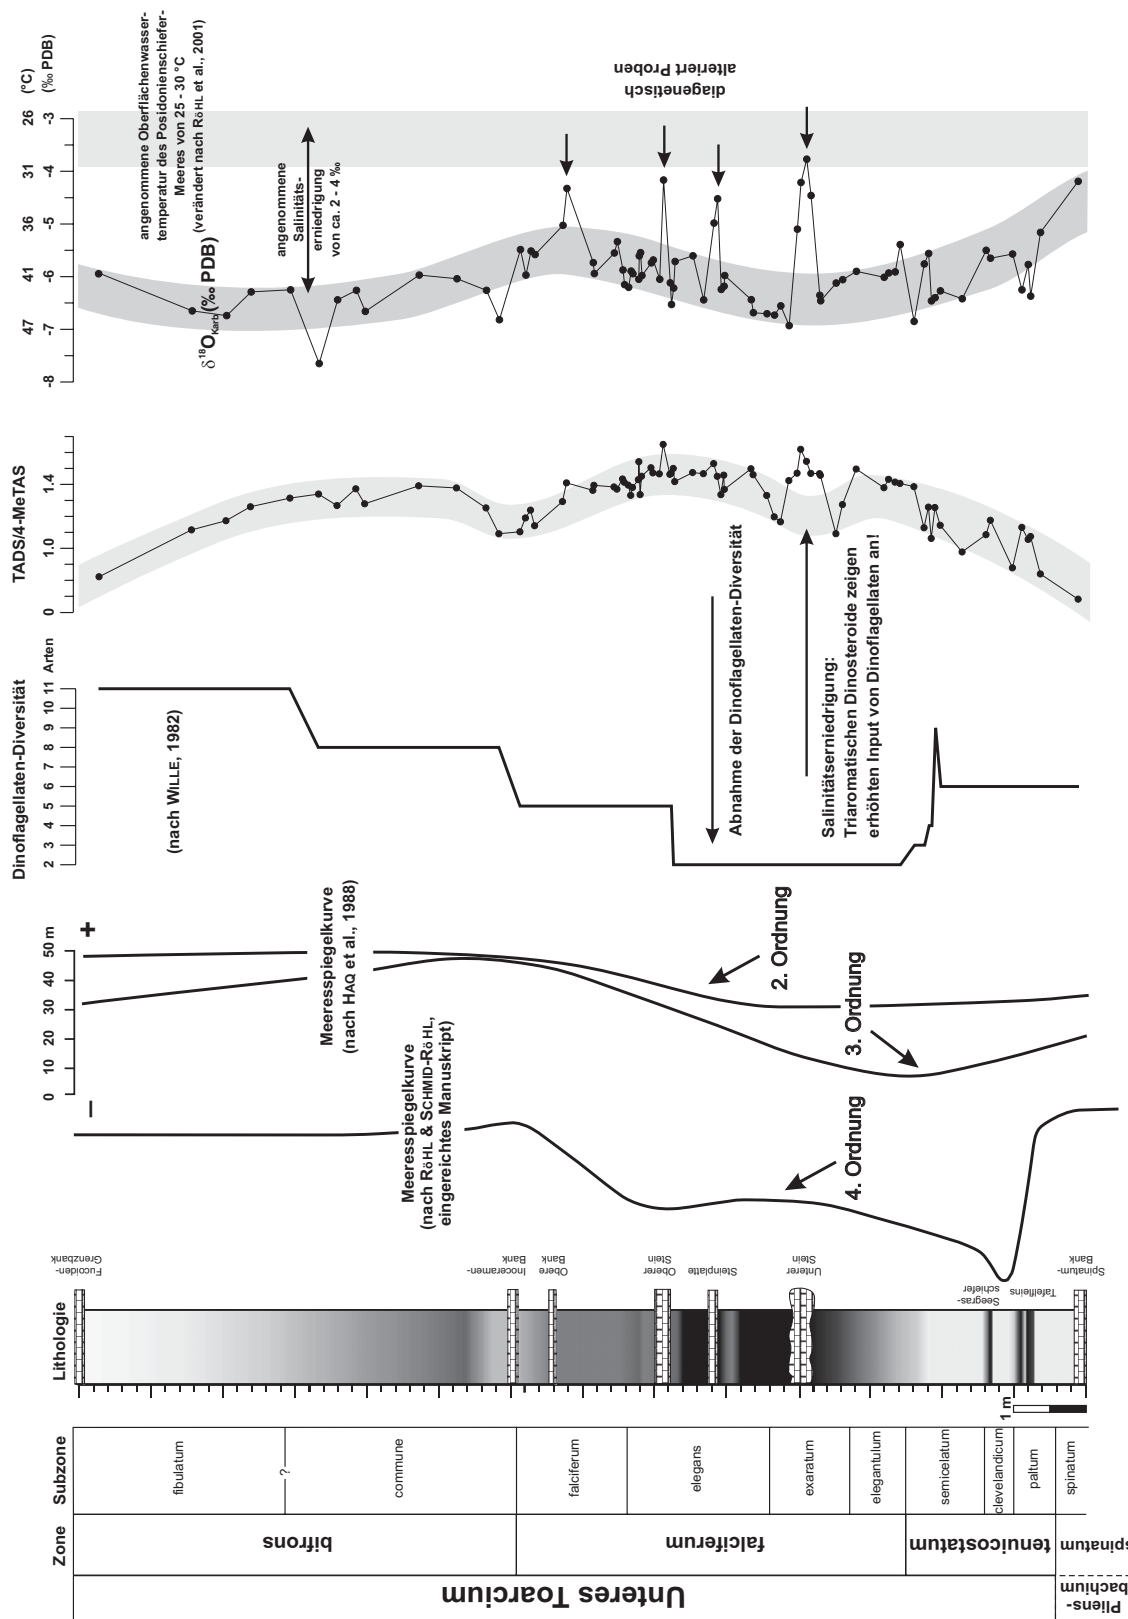 Zone
Subzone
Lithologie
Unteres Toarcium
Pliens-
bachium
bifrons
falciferum
tenuicostatum
spinatum
fibulatum
?
commune
falciferum
elegans
exaratum
elegantulum
semicelatum
clevelandicum
paltum
spinatum
1 m
Fucoiden-
Grenzbank
Inoceramen-
Bank
Obere
Bank
Oberer
Stein
Steinplatte
Unterer
Stein
Seegras-
schiefer
Tafelfleins
Spinatum-
Bank
Meeresspiegelkurve
(nach RÖHL & SCHMID-RÖHL,
eingereichtes Manuskript)
4. Ordnung
–
+
0
10
20
30
40
50 m
Meeresspiegelkurve
(nach HAQ et al., 1988)
2. Ordnung
3. Ordnung
Dinoflagellaten-Diversität
2
3
4
5
6
7
8
9
10
11
Arten
(nach WILLE, 1982)
Abnahme der Dinoflagellaten-Diversität
Salinitätserniedrigung:
Triaromatischen Dinosteroide zeigen
erhöhten Input von Dinoflagellaten an!
TADS/4-MeTAS
0
1.0
1.4
δ¹⁸O Karb (‰ PDB)
-8
-7
-6
-5
-4
-3
(‰ PDB)
47
41
36
31
26
(°C)
angenommene
Salinitäts-
erniedrigung
von ca. 2 - 4 ‰
angenommene Oberflächenwasser-
temperatur des Posidonienschiefer-
Meeres von 25 - 30 °C
(verändert nach RÖHL et al., 2001)
diagenetisch
alteriert Proben